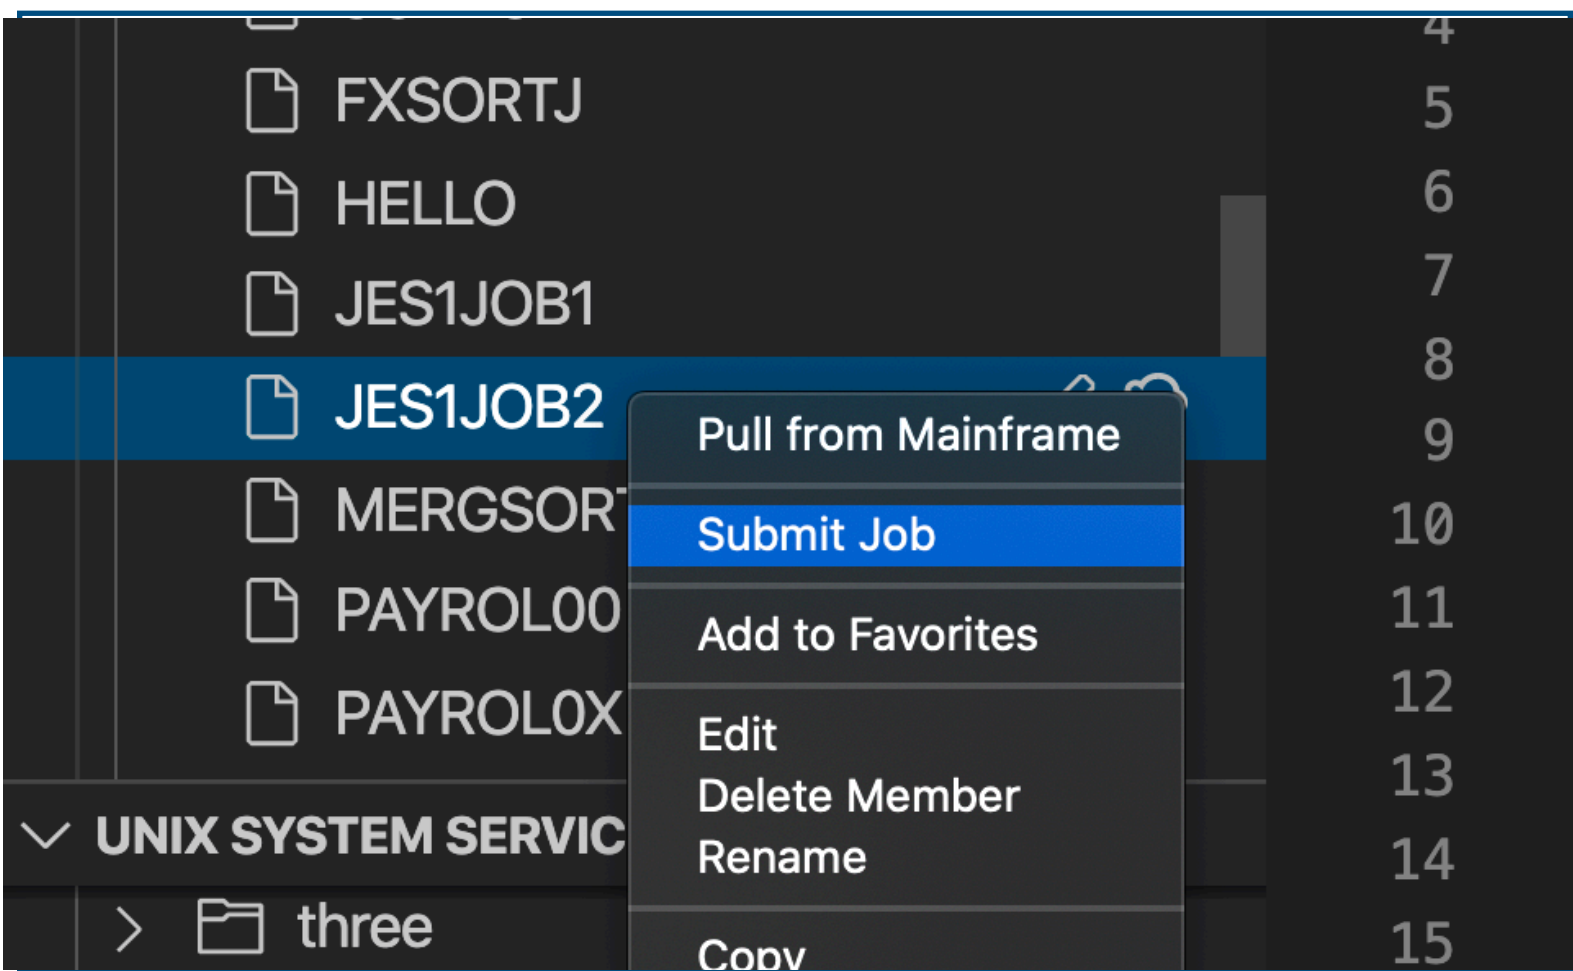 FXSORTJ
HELLO
JES1JOB1
JES1JOB2
MERGSORT
PAYROL00
PAYROL0X
UNIX SYSTEM SERVIC
three
Pull from Mainframe
Submit Job
Add to Favorites
Edit
Delete Member
Rename
Copy
4
5
6
7
8
9
10
11
12
13
14
15